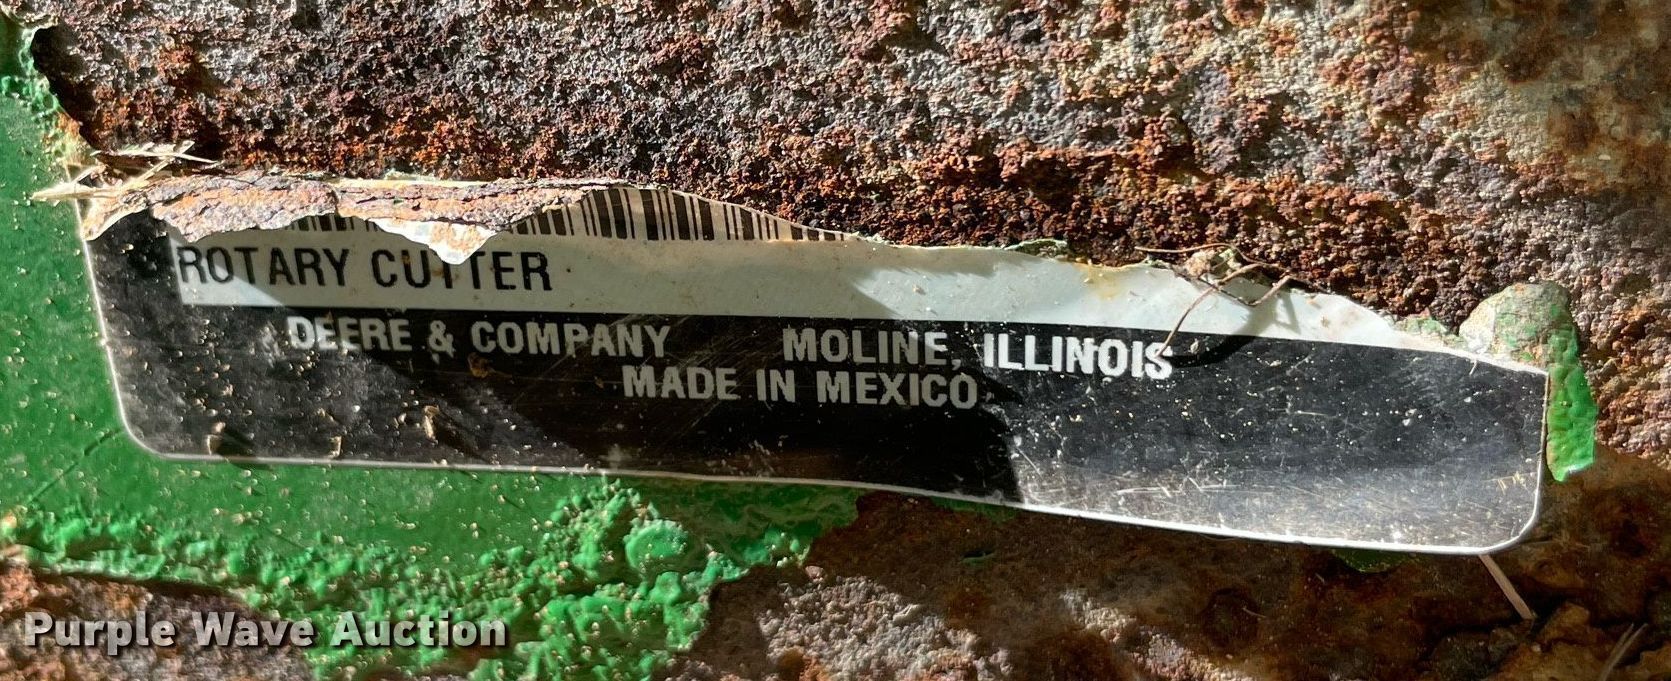 ROTARY CUTTER
DEERE & COMPANY MOLINE, ILLINOIS
MADE IN MEXICO
Purple Wave Auction